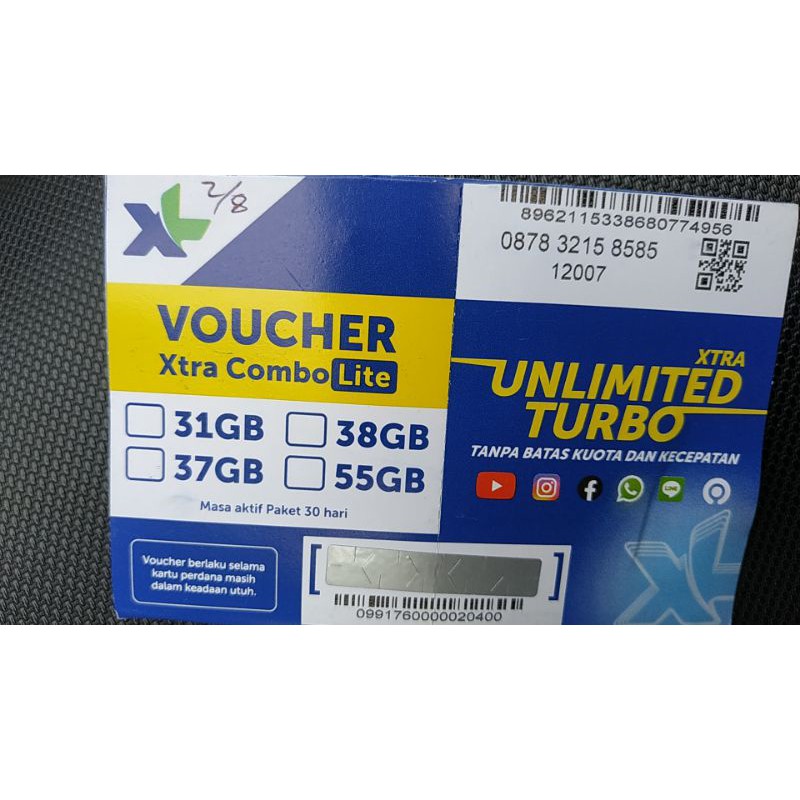 XL
2/8
8962115338680774956
0878 3215 8585
12007
VOUCHER
Xtra Combo Lite
31GB
38GB
37GB
55GB
Masa aktif Paket 30 hari
XTRA
UNLIMITED
TURBO
TANPA BATAS KUOTA DAN KECEPATAN
LINE
Voucher berlaku selama
kartu perdana masih
dalam keadaan utuh.
0991760000020400
XL